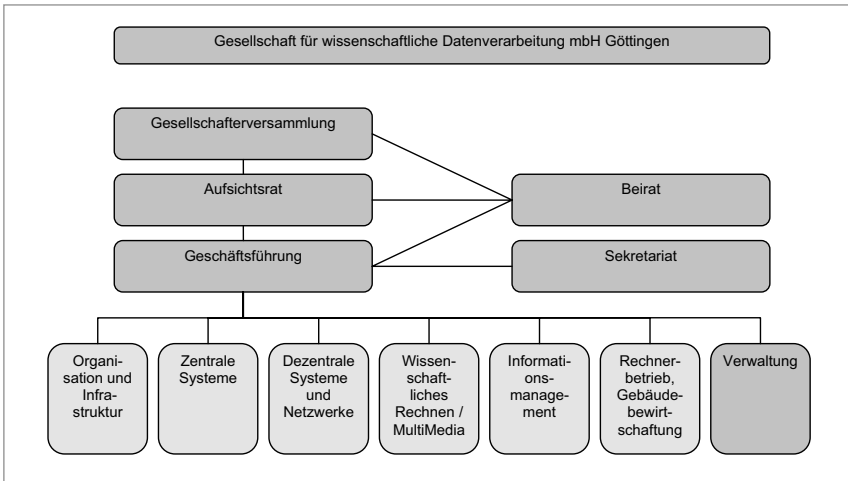 Gesellschaft für wissenschaftliche Datenverarbeitung mbH Göttingen
Gesellschafterversammlung
Aufsichtsrat
Beirat
Geschäftsführung
Sekretariat
Organi-
sation und
Infra-
struktur
Zentrale
Systeme
Dezentrale
Systeme
und
Netzwerke
Wissen-
schaft-
liches
Rechnen /
MultiMedia
Informati-
ons-
manage-
ment
Rechner-
betrieb,
Gebäude-
bewirt-
schaftung
Verwaltung